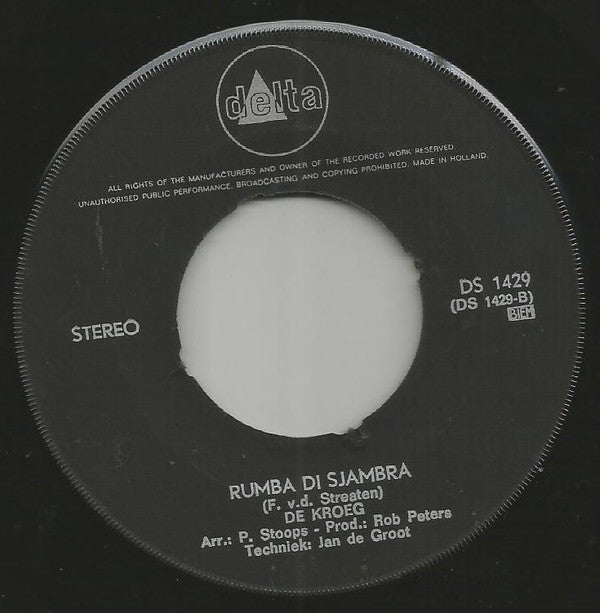 delta
ALL RIGHTS OF THE MANUFACTURERS AND OWNER OF THE RECORDED WORK RESERVED
UNAUTHORISED PUBLIC PERFORMANCE, BROADCASTING AND COPYING PROHIBITED. MADE IN HOLLAND.
STEREO
DS 1429
(DS 1429-B)
BIEM
RUMBA DI SJAMBRA
(F. v.d. Streaten)
DE KROEG
Arr.: P. Stoops - Prod.: Rob Peters
Techniek: Jan de Groot